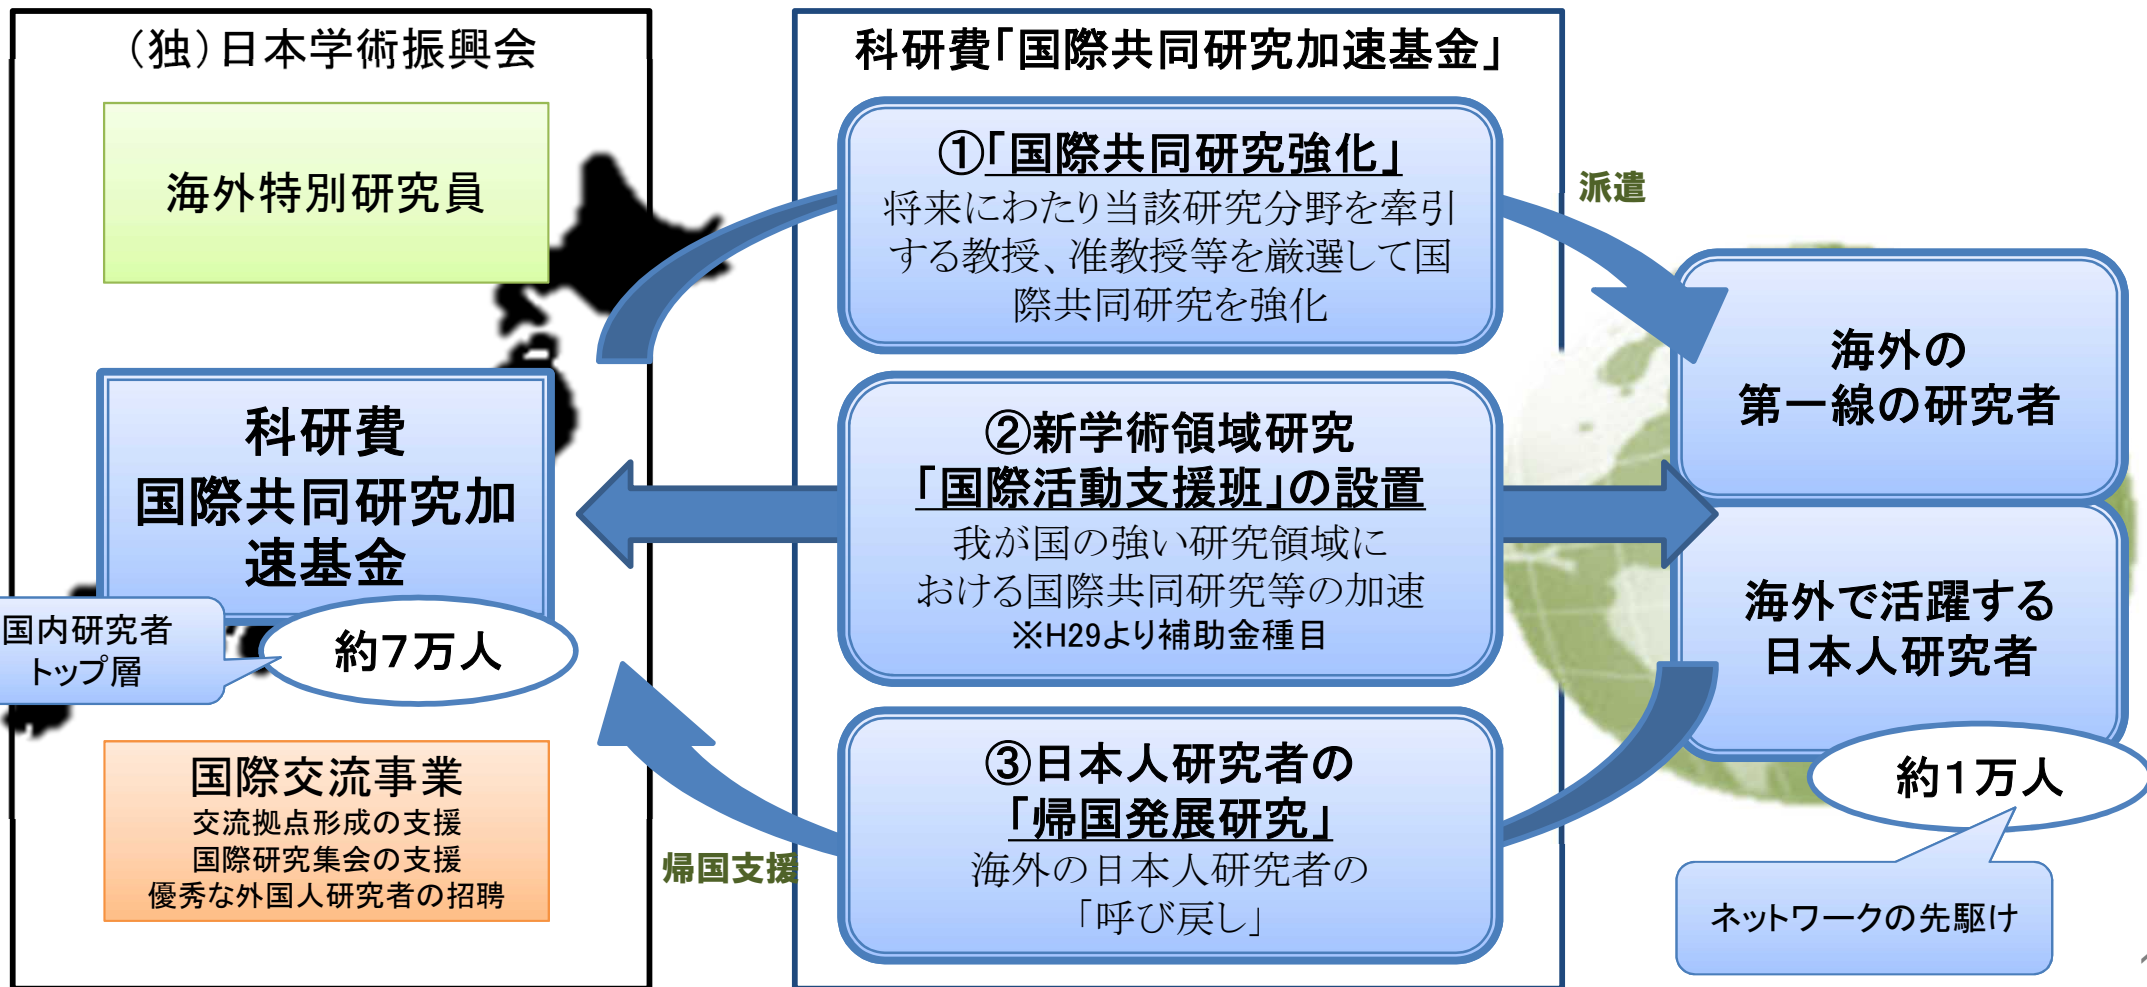 （独）日本学術振興会
海外特別研究員
科研費
国際共同研究加
速基金
国内研究者
トップ層
約7万人
国際交流事業
交流拠点形成の支援
国際研究集会の支援
優秀な外国人研究者の招聘
科研費「国際共同研究加速基金」
①「国際共同研究強化」
将来にわたり当該研究分野を牽引
する教授、准教授等を厳選して国
際共同研究を強化
②新学術領域研究
「国際活動支援班」の設置
我が国の強い研究領域に
おける国際共同研究等の加速
※H29より補助金種目
③日本人研究者の
「帰国発展研究」
海外の日本人研究者の
「呼び戻し」
派遣
帰国支援
海外の
第一線の研究者
海外で活躍する
日本人研究者
約1万人
ネットワークの先駆け